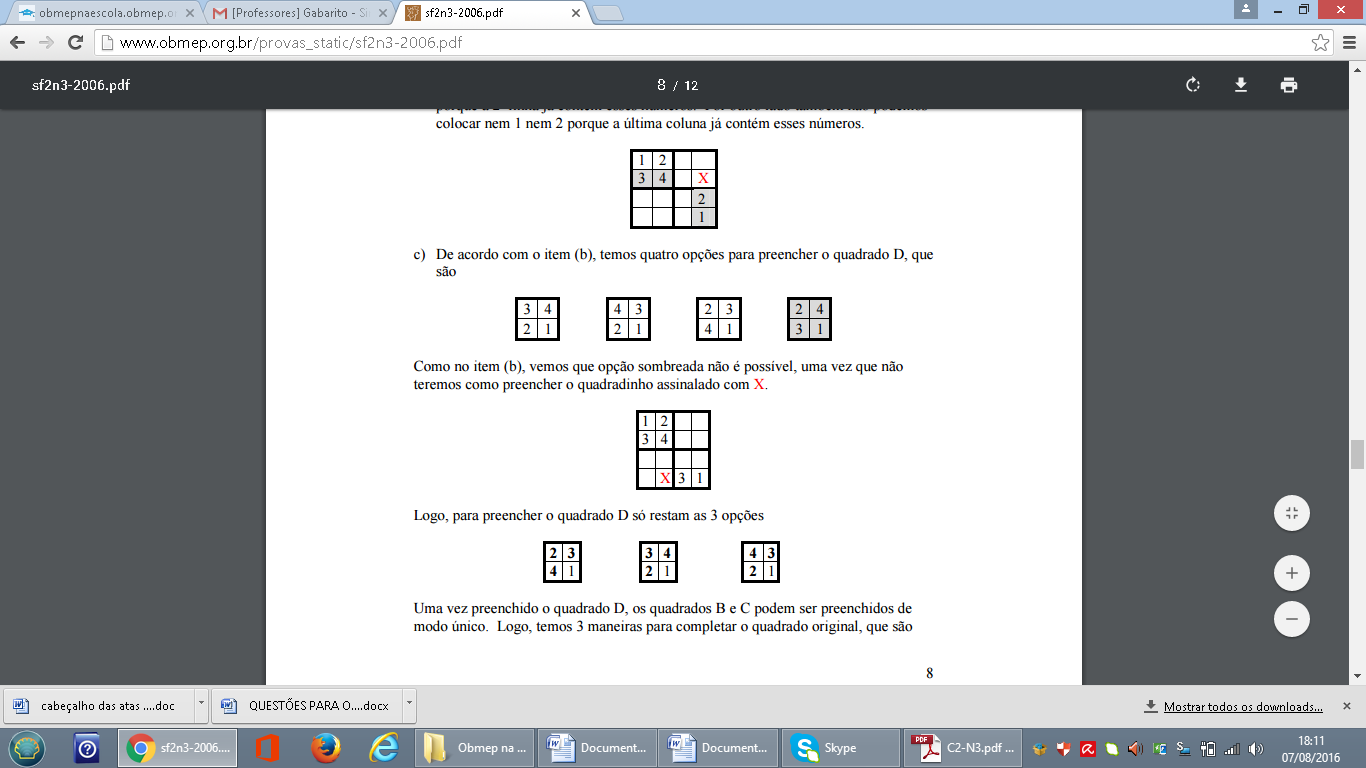 obmepnaescola.obmep.or
[Professores] Gabarito - Si
sf2n3-2006.pdf
www.obmep.org.br/provas_static/sf2n3-2006.pdf
sf2n3-2006.pdf
8 / 12
colocar nem 1 nem 2 porque a última coluna já contém esses números.
1 2
3 4 X
2
1
c) De acordo com o item (b), temos quatro opções para preencher o quadrado D, que
são
3 4 4 3 2 3 2 4
2 1 2 1 4 1 3 1
Como no item (b), vemos que opção sombreada não é possível, uma vez que não
teremos como preencher o quadradinho assinalado com X.
1 2
3 4
X 3 1
Logo, para preencher o quadrado D só restam as 3 opções
2 3 3 4 4 3
4 1 2 1 2 1
Uma vez preenchido o quadrado D, os quadrados B e C podem ser preenchidos de
modo único. Logo, temos 3 maneiras para completar o quadrado original, que são
8
cabeçalho das atas ....doc
QUESTÕES PARA O....docx
Mostrar todos os downloads...
sf2n3-2006....
Obmep na ...
Document...
Document...
Skype
C2-N3.pdf ...
18:11
07/08/2016